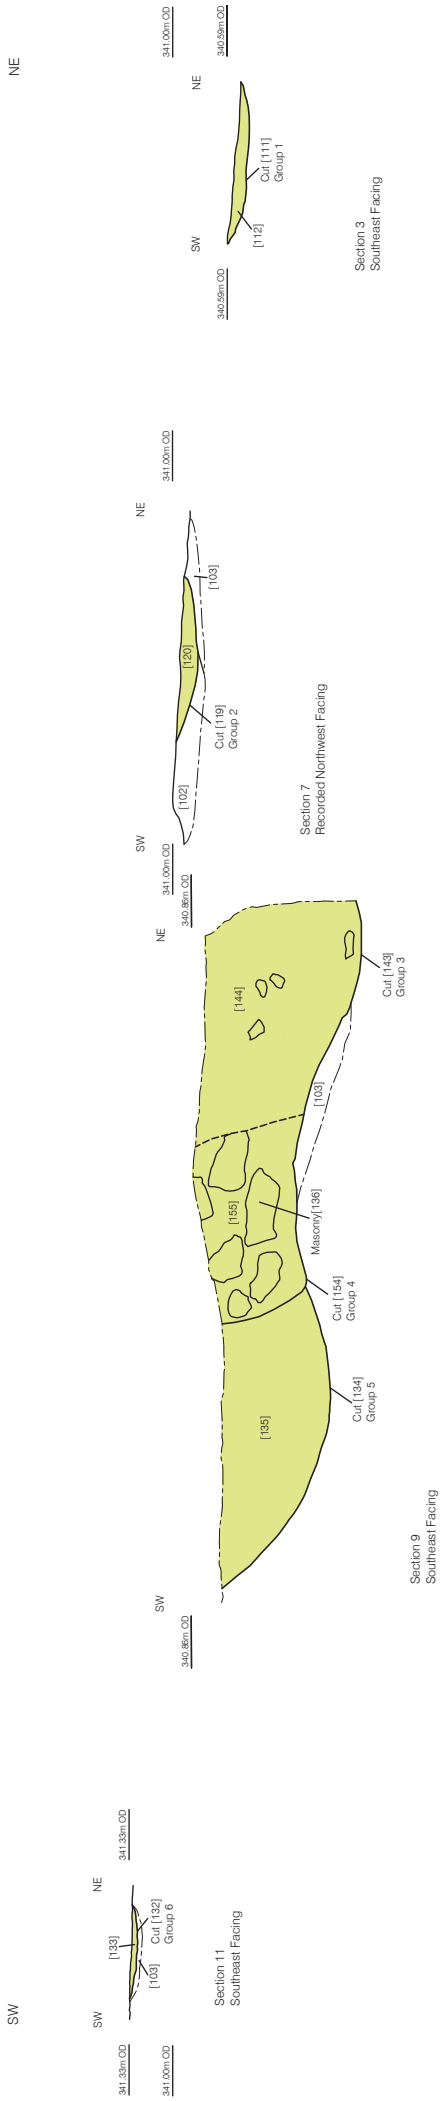 SW
NE
341.33m OD
341.00m OD
SW
NE
341.33m OD
[133]
[103]
Cut [132]
Group 6
Section 11
Southeast Facing
340.86m OD
SW
NE
340.86m OD
[135]
[155]
[144]
[103]
Masonry[136]
Cut [134]
Group 5
Cut [154]
Group 4
Cut [143]
Group 3
Section 9
Southeast Facing
341.00m OD
SW
NE
341.00m OD
[102]
[120]
[103]
Cut [119]
Group 2
Section 7
Recorded Northwest Facing
340.59m OD
SW
NE
341.00m OD
340.59m OD
[112]
Cut [111]
Group 1
Section 3
Southeast Facing